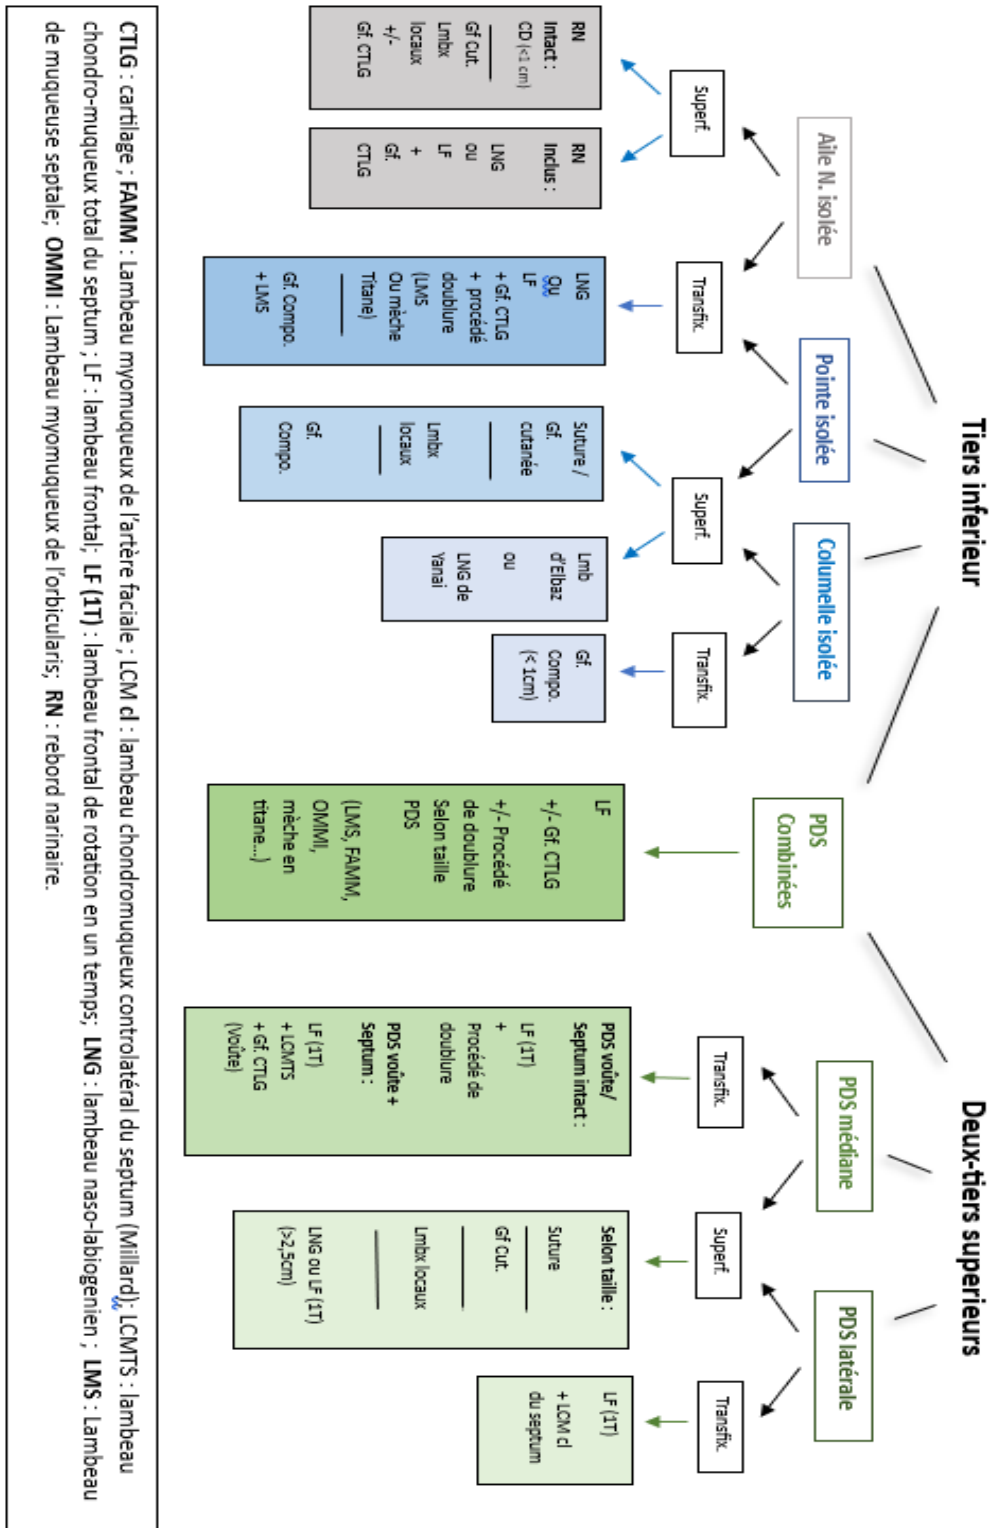 Tiers inferieur
Deux-tiers superieurs
Aile N. isolée
Pointe isolée
Columelle isolée
PDS
Combinées
PDS médiane
PDS latérale
Superf.
Transfix.
Superf.
Transfix.
Transfix.
Superf.
Transfix.
RN
Intact :
CD (<1 cm)
Gf Cut.
Lmbx
locaux
+/-
Gf. CTLG
RN
Inclus :
LNG
ou
LF
+
Gf.
CTLG
LNG
Ou
LF
+ Gf. CTLG
+ procédé
doublure
(LMS
Ou mèche
Titane)
Gf. Compo.
+ LMS
Suture /
Gf.
cutanée
Lmbx
locaux
Gf.
Compo.
Lmb
d'Elbaz
ou
LNG de
Yanai
Gf.
Compo.
(< 1cm)
LF
+/- Gf. CTLG
+/- Procédé
de doublure
Selon taille
PDS
(LMS, FAMM,
OMMI,
mèche en
titane...)
PDS voûte/
Septum intact :
LF (1T)
+
Procédé de
doublure
PDS voûte +
Septum :
LF (1T)
+ LCMTS
+ Gf. CTLG
(Voûte)
Selon taille :
Suture
Gf Cut.
Lmbx locaux
LNG ou LF (1T)
(>2,5cm)
LF (1T)
+ LCM cl
du septum
CTLG : cartilage ; FAMM : Lambeau myomuqueux de l'artère faciale ; LCM cl : lambeau chondromuqueux controlatéral du septum (Millard); LCMTS : lambeau
chondro-muqueux total du septum ; LF : lambeau frontal; LF (1T) : lambeau frontal de rotation en un temps; LNG : lambeau naso-labiogenien ; LMS : Lambeau
de muqueuse septale; OMMI : Lambeau myomuqueux de l'orbicularis; RN : rebord narinaire.